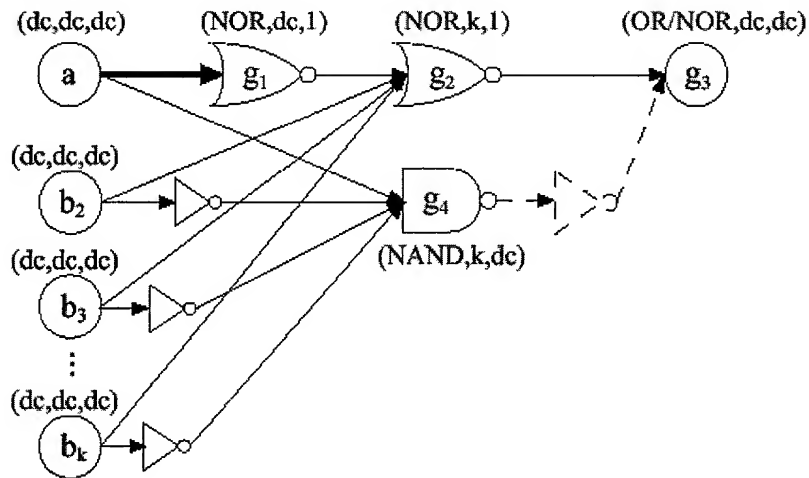 (dc,dc,dc) (NOR,dc,1) (NOR,k,1) (OR/NOR,dc,dc)
a g₁ g₂ g₃
(dc,dc,dc)
b₂ g₄
(NAND,k,dc)
(dc,dc,dc)
b₃
⋮
(dc,dc,dc)
bₖ